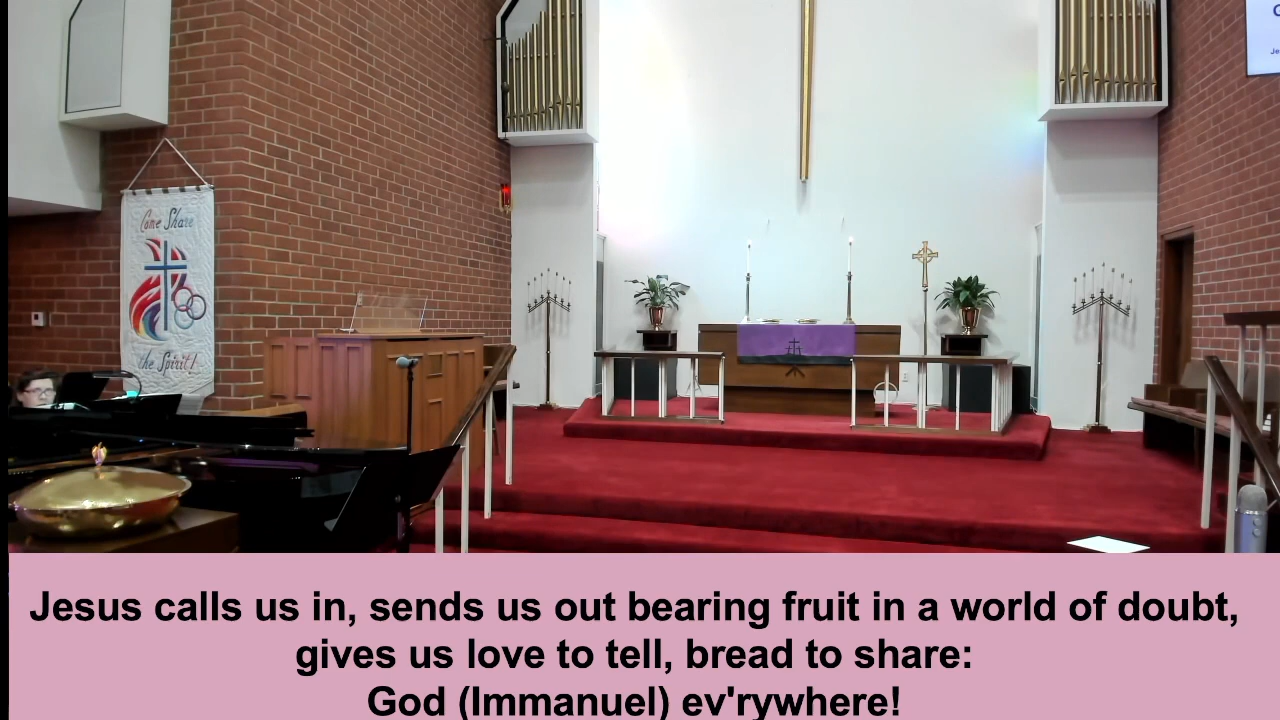 Come Share
the Spirit!
G
Je
Jesus calls us in, sends us out bearing fruit in a world of doubt,
gives us love to tell, bread to share:
God (Immanuel) ev'rywhere!